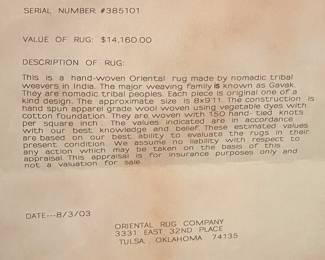 SERIAL NUMBER: #385101
VALUE OF RUG: $14,160.00
DESCRIPTION OF RUG:
This is a hand-woven Oriental rug made by nomadic tribal
weavers in India. The major weaving family is known as Gavak.
They are nomadic tribal peoples. Each piece is original one of a
kind design. The approximate size is 8x9'11. The construction is
hand spun apparel grade wool woven using vegetable dyes with
cotton foundation. They are woven with 150 hand-tied knots
per square inch. The values indicated are in accordance
with our best knowledge and belief. These estimated values
are based on our best ability to evaluate the rugs in their
present condition. We assume no liability with respect to
any action which may be taken on the basis of this
appraisal. This appraisal is for insurance purposes only and
not a valuation for sale.
DATE---8/3/03
ORIENTAL RUG COMPANY
3331 EAST 32ND PLACE
TULSA, OKLAHOMA 74135